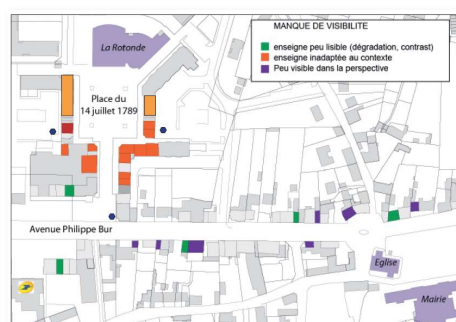 MANQUE DE VISIBILITE
enseigne peu lisible (dégradation, contrast)
enseigne inadaptée au contexte
Peu visible dans la perspective
La Rotonde
Place du
14 juillet 1789
Avenue Philippe Bur
Eglise
Mairie